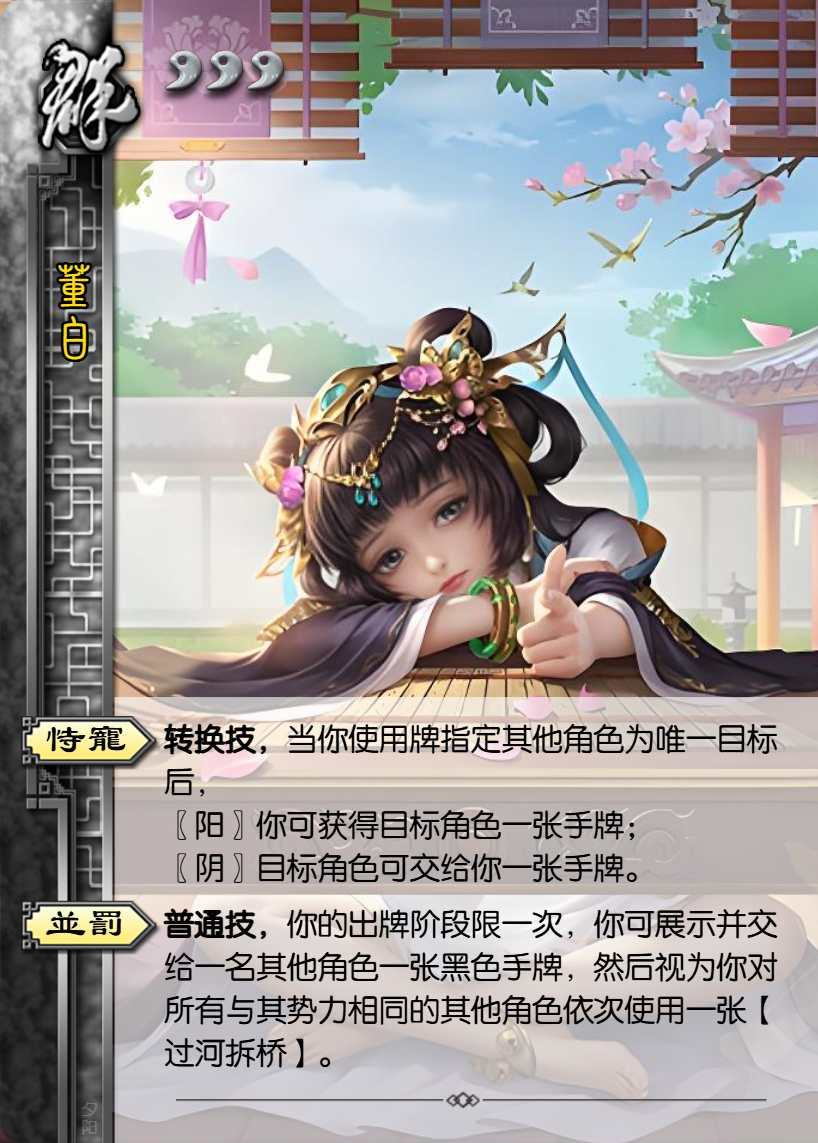 群
董白
恃寵
转换技，当你使用牌指定其他角色为唯一目标
后，
〖阳〗你可获得目标角色一张手牌；
〖阴〗目标角色可交给你一张手牌。
並罰
普通技，你的出牌阶段限一次，你可展示并交
给一名其他角色一张黑色手牌，然后视为你对
所有与其势力相同的其他角色依次使用一张【
过河拆桥】。
夕阳